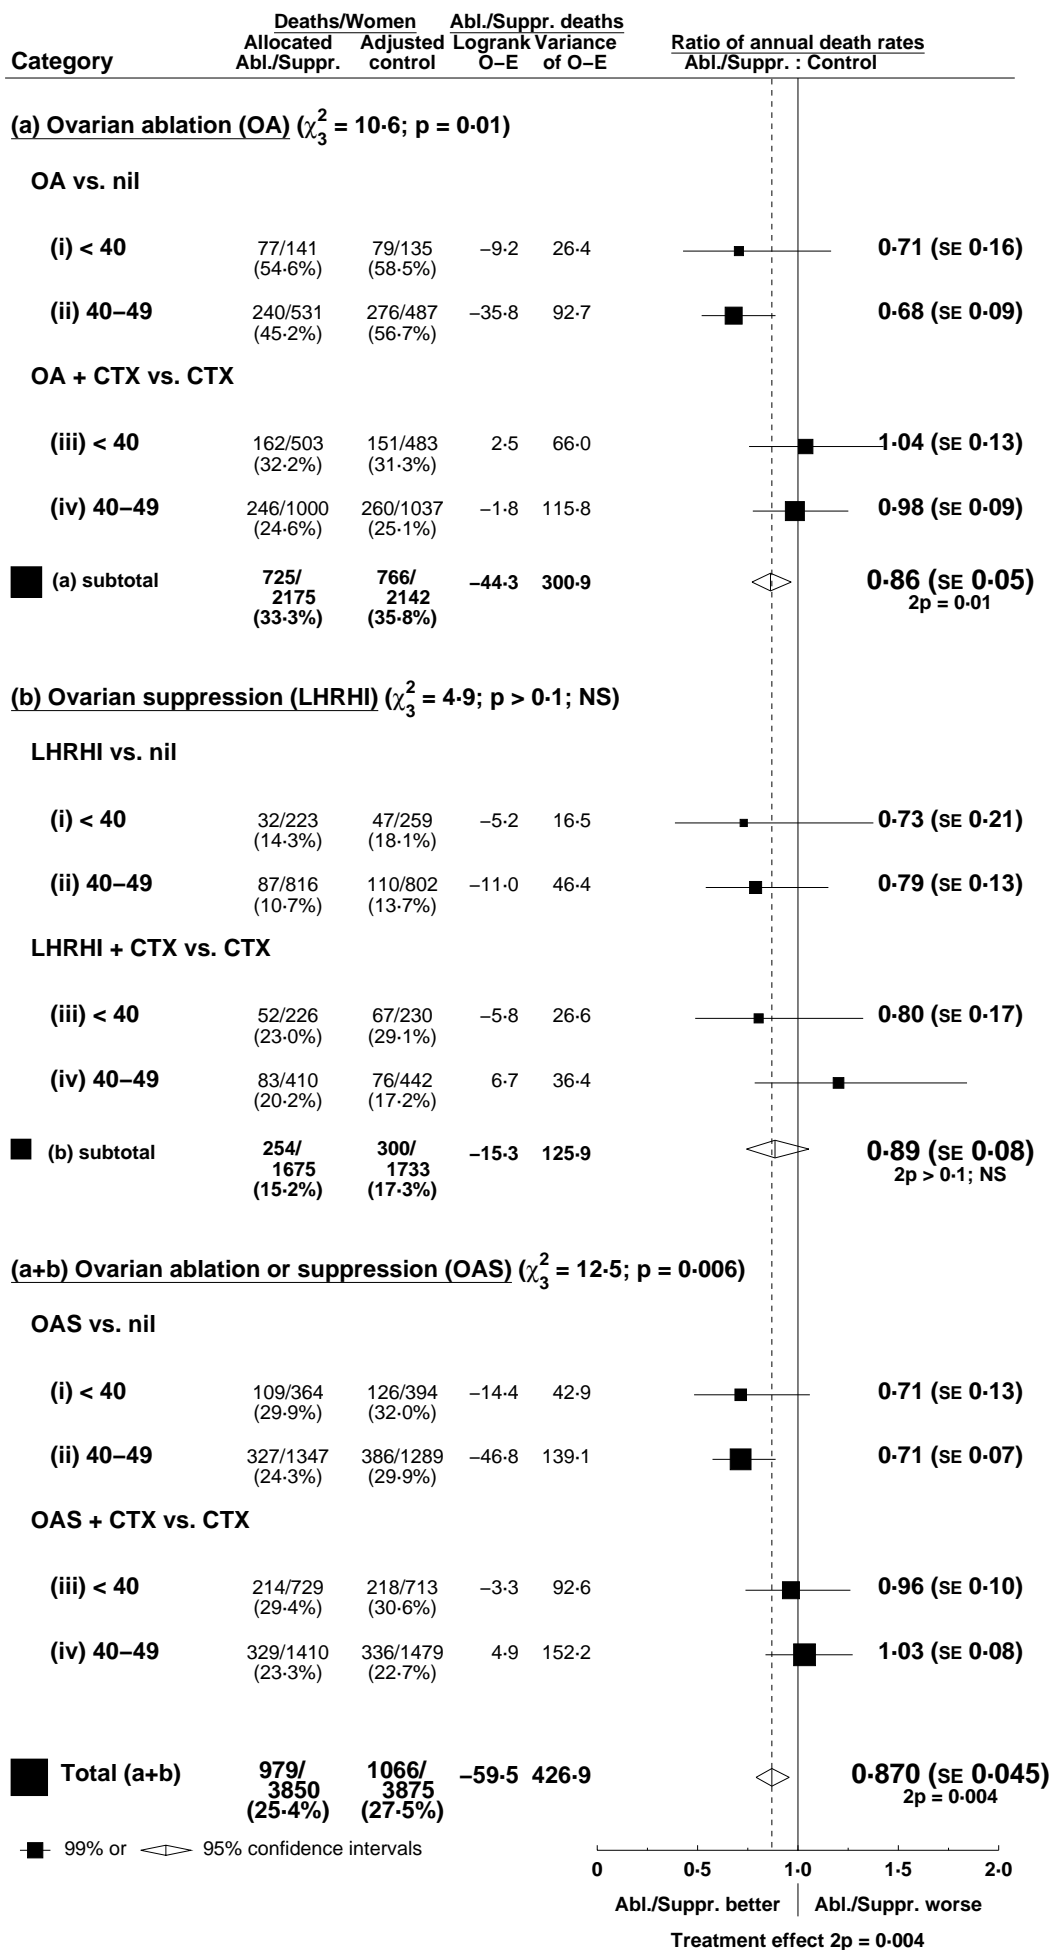 Deaths/Women Abl./Suppr. deaths
Allocated Adjusted Logrank Variance Ratio of annual death rates
Category Abl./Suppr. control O–E of O–E Abl./Suppr. : Control
(a) Ovarian ablation (OA) (χ²₃ = 10·6; p = 0·01)
OA vs. nil
(i) < 40 77/141 79/135 –9·2 26·4 0·71 (SE 0·16)
(54·6%) (58·5%)
(ii) 40–49 240/531 276/487 –35·8 92·7 0·68 (SE 0·09)
(45·2%) (56·7%)
OA + CTX vs. CTX
(iii) < 40 162/503 151/483 2·5 66·0 1·04 (SE 0·13)
(32·2%) (31·3%)
(iv) 40–49 246/1000 260/1037 –1·8 115·8 0·98 (SE 0·09)
(24·6%) (25·1%)
(a) subtotal 725/ 766/ –44·3 300·9 0·86 (SE 0·05)
2175 2142 2p = 0·01
(33·3%) (35·8%)
(b) Ovarian suppression (LHRHI) (χ²₃ = 4·9; p > 0·1; NS)
LHRHI vs. nil
(i) < 40 32/223 47/259 –5·2 16·5 0·73 (SE 0·21)
(14·3%) (18·1%)
(ii) 40–49 87/816 110/802 –11·0 46·4 0·79 (SE 0·13)
(10·7%) (13·7%)
LHRHI + CTX vs. CTX
(iii) < 40 52/226 67/230 –5·8 26·6 0·80 (SE 0·17)
(23·0%) (29·1%)
(iv) 40–49 83/410 76/442 6·7 36·4
(20·2%) (17·2%)
(b) subtotal 254/ 300/ –15·3 125·9 0·89 (SE 0·08)
1675 1733 2p > 0·1; NS
(15·2%) (17·3%)
(a+b) Ovarian ablation or suppression (OAS) (χ²₃ = 12·5; p = 0·006)
OAS vs. nil
(i) < 40 109/364 126/394 –14·4 42·9 0·71 (SE 0·13)
(29·9%) (32·0%)
(ii) 40–49 327/1347 386/1289 –46·8 139·1 0·71 (SE 0·07)
(24·3%) (29·9%)
OAS + CTX vs. CTX
(iii) < 40 214/729 218/713 –3·3 92·6 0·96 (SE 0·10)
(29·4%) (30·6%)
(iv) 40–49 329/1410 336/1479 4·9 152·2 1·03 (SE 0·08)
(23·3%) (22·7%)
Total (a+b) 979/ 1066/ –59·5 426·9 0·870 (SE 0·045)
3850 3875 2p = 0·004
(25·4%) (27·5%)
99% or 95% confidence intervals
0 0·5 1·0 1·5 2·0
Abl./Suppr. better Abl./Suppr. worse
Treatment effect 2p = 0·004